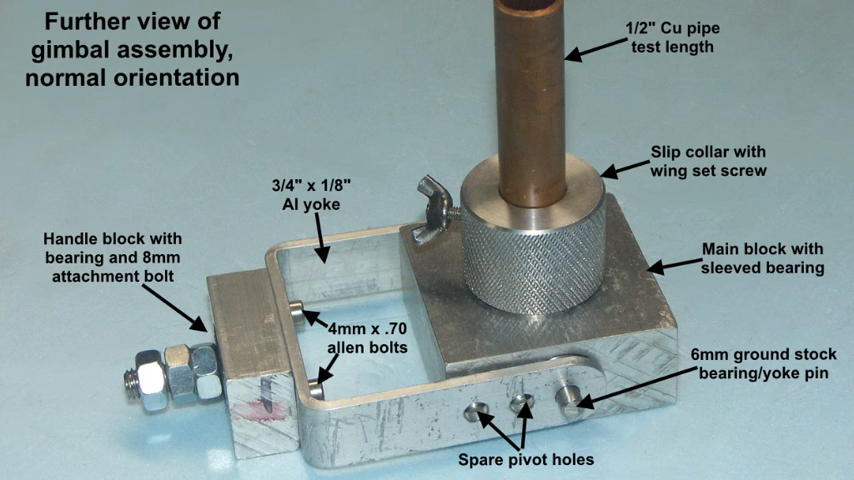 Further view of
gimbal assembly,
normal orientation
1/2" Cu pipe
test length
Slip collar with
wing set screw
3/4" x 1/8"
Al yoke
Handle block with
bearing and 8mm
attachment bolt
Main block with
sleeved bearing
4mm x .70
allen bolts
6mm ground stock
bearing/yoke pin
Spare pivot holes